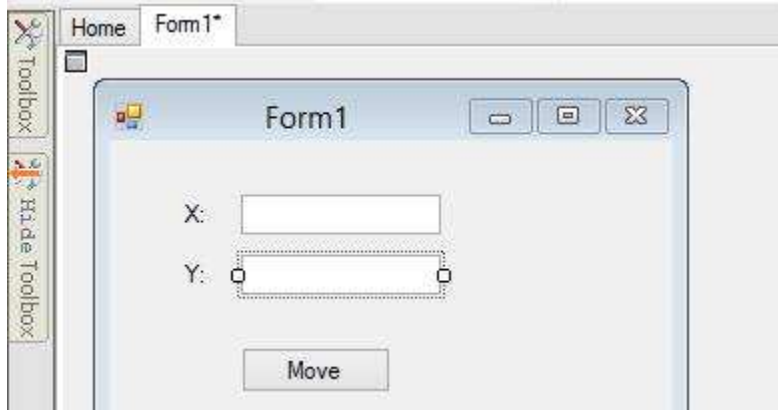 Home Form1*
Toolbox
Hide Toolbox
Form1
X:
Y:
Move